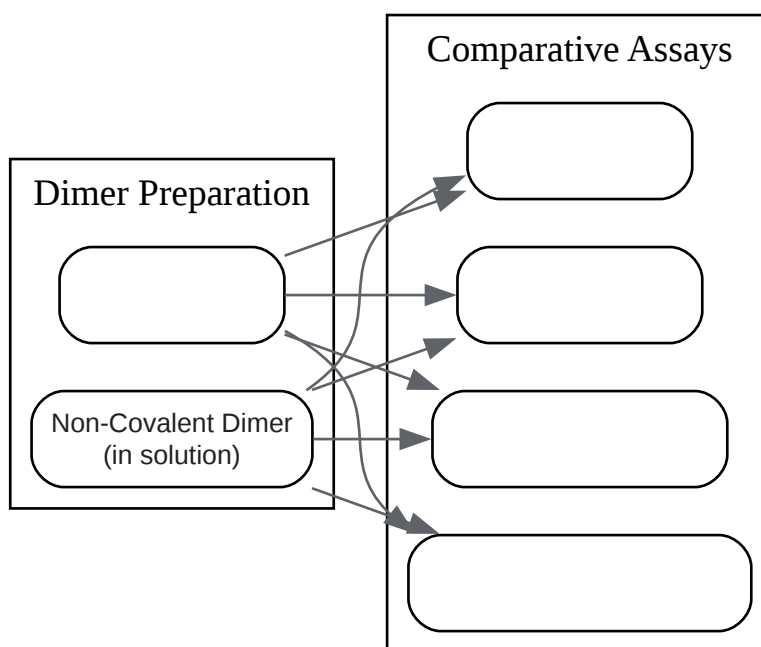 Comparative Assays
Dimer Preparation
Non-Covalent Dimer
(in solution)